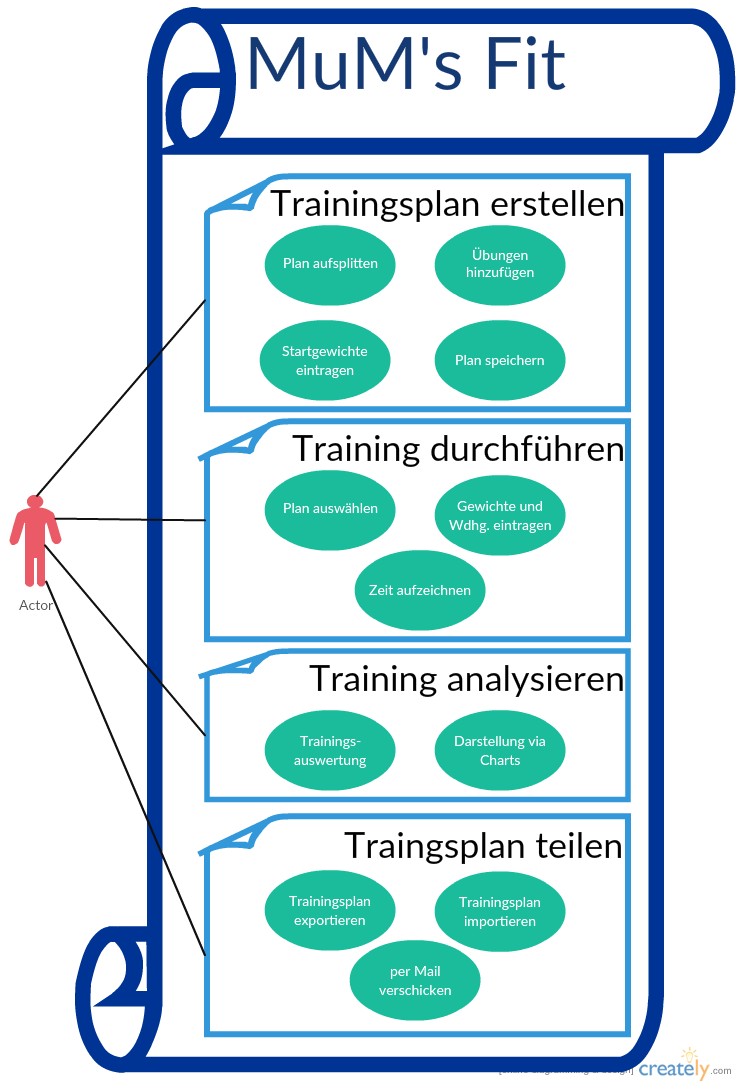 MuM's Fit
Trainingsplan erstellen
Plan aufsplitten
Übungen
hinzufügen
Startgewichte
eintragen
Plan speichern
Training durchführen
Plan auswählen
Gewichte und
Wdhg. eintragen
Zeit aufzeichnen
Actor
Training analysieren
Trainings-
auswertung
Darstellung via
Charts
Traingsplan teilen
Trainingsplan
exportieren
Trainingsplan
importieren
per Mail
verschicken
creately.com